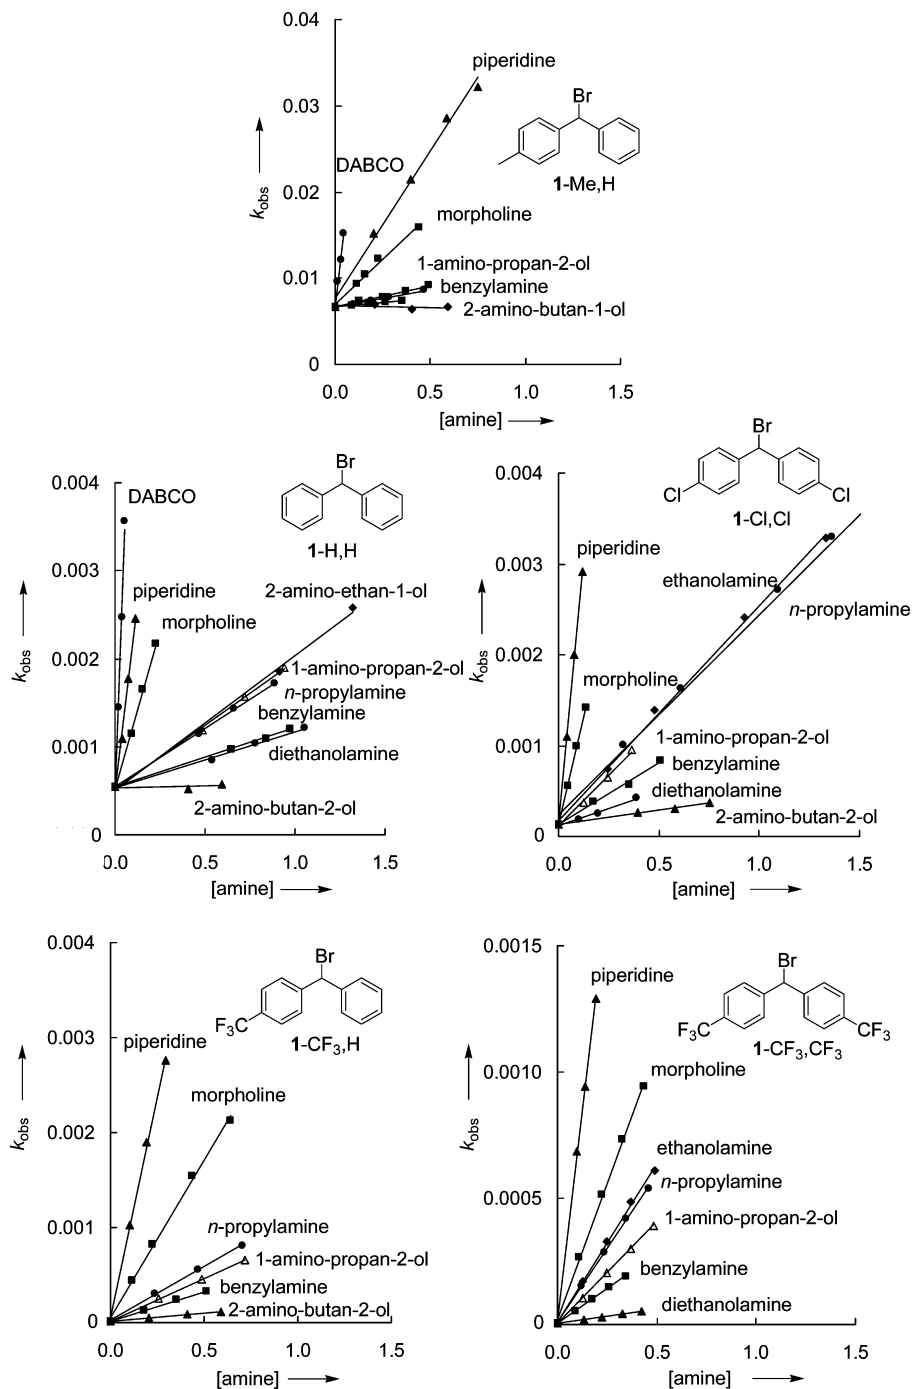 0.04
0.03
0.02
0.01
0
kobs
piperidine
DABCO
Br
1-Me,H
morpholine
1-amino-propan-2-ol
benzylamine
2-amino-butan-1-ol
0.0 0.5 1.0 1.5
[amine]
0.004
0.003
0.002
0.001
0
kobs
DABCO
Br
1-H,H
piperidine
morpholine
2-amino-ethan-1-ol
1-amino-propan-2-ol
n-propylamine
benzylamine
diethanolamine
2-amino-butan-2-ol
0.0 0.5 1.0 1.5
[amine]
0.004
0.003
0.002
0.001
0
kobs
Br
Cl Cl
1-Cl,Cl
piperidine
ethanolamine
n-propylamine
morpholine
1-amino-propan-2-ol
benzylamine
diethanolamine
2-amino-butan-2-ol
0.0 0.5 1.0 1.5
[amine]
0.004
0.003
0.002
0.001
0
kobs
Br
F3C
1-CF3,H
piperidine
morpholine
n-propylamine
1-amino-propan-2-ol
benzylamine
2-amino-butan-2-ol
0.0 0.5 1.0 1.5
[amine]
0.0015
0.0010
0.0005
0
kobs
Br
F3C CF3
1-CF3,CF3
piperidine
morpholine
ethanolamine
n-propylamine
1-amino-propan-2-ol
benzylamine
diethanolamine
0.0 0.5 1.0 1.5
[amine]